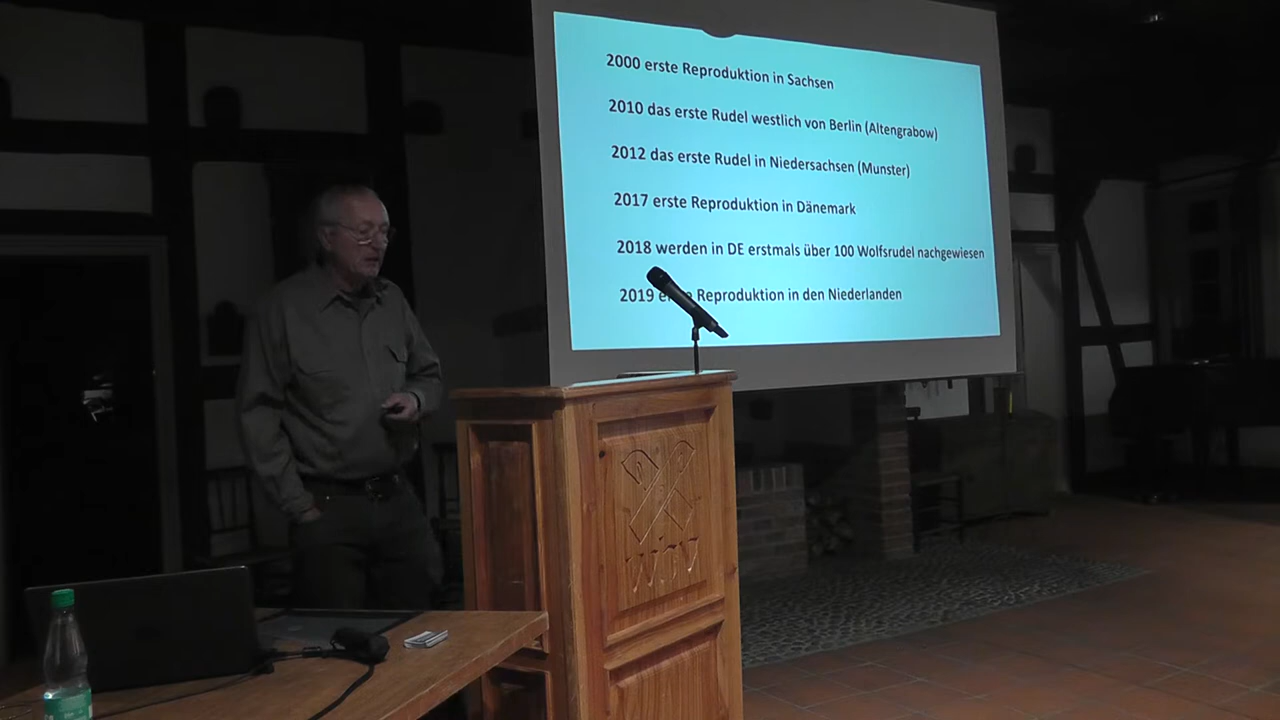 2000 erste Reproduktion in Sachsen
2010 das erste Rudel westlich von Berlin (Altengrabow)
2012 das erste Rudel in Niedersachsen (Munster)
2017 erste Reproduktion in Dänemark
2018 werden in DE erstmals über 100 Wolfsrudel nachgewiesen
2019 Reproduktion in den Niederlanden